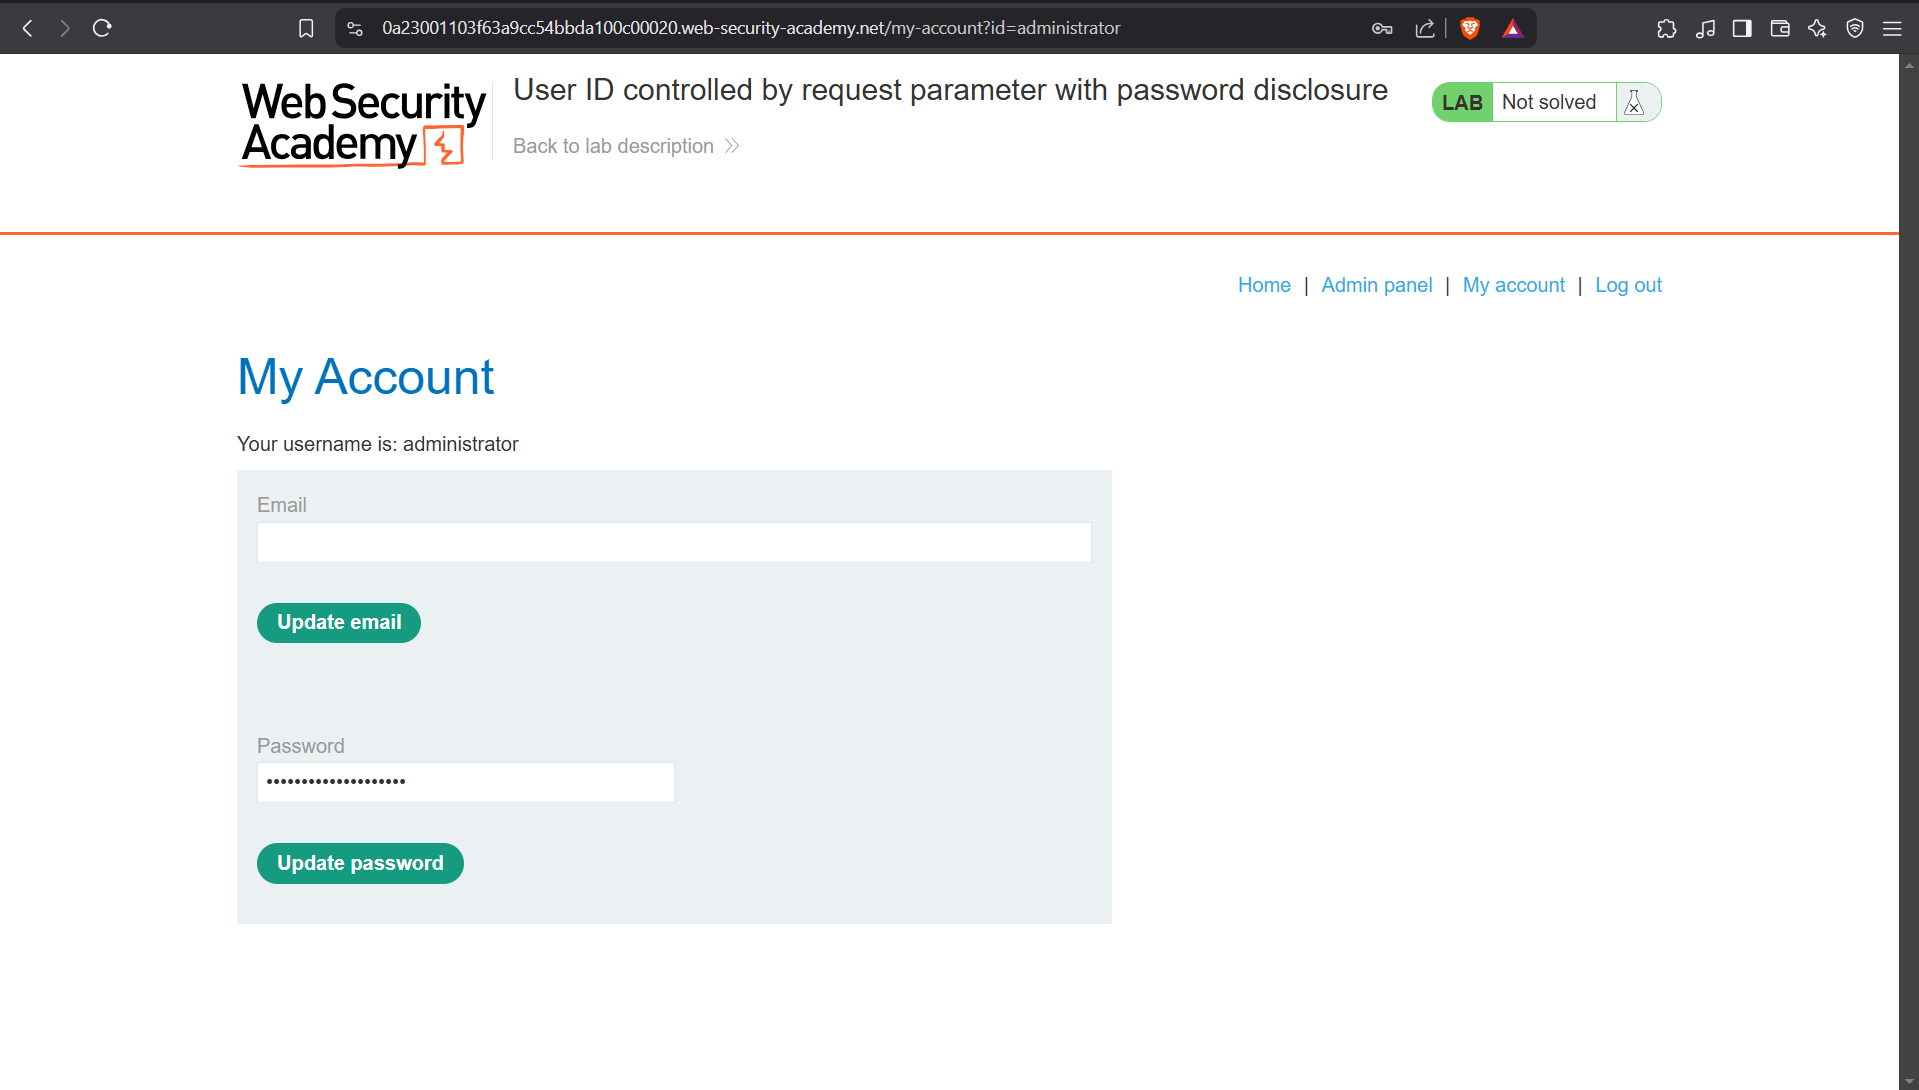 0a23001103f63a9cc54bbda100c00020.web-security-academy.net/my-account?id=administrator
Web Security
Academy
User ID controlled by request parameter with password disclosure
Back to lab description >>
LAB Not solved
Home | Admin panel | My account | Log out
My Account
Your username is: administrator
Email
Update email
Password
••••••••••••••••••••
Update password